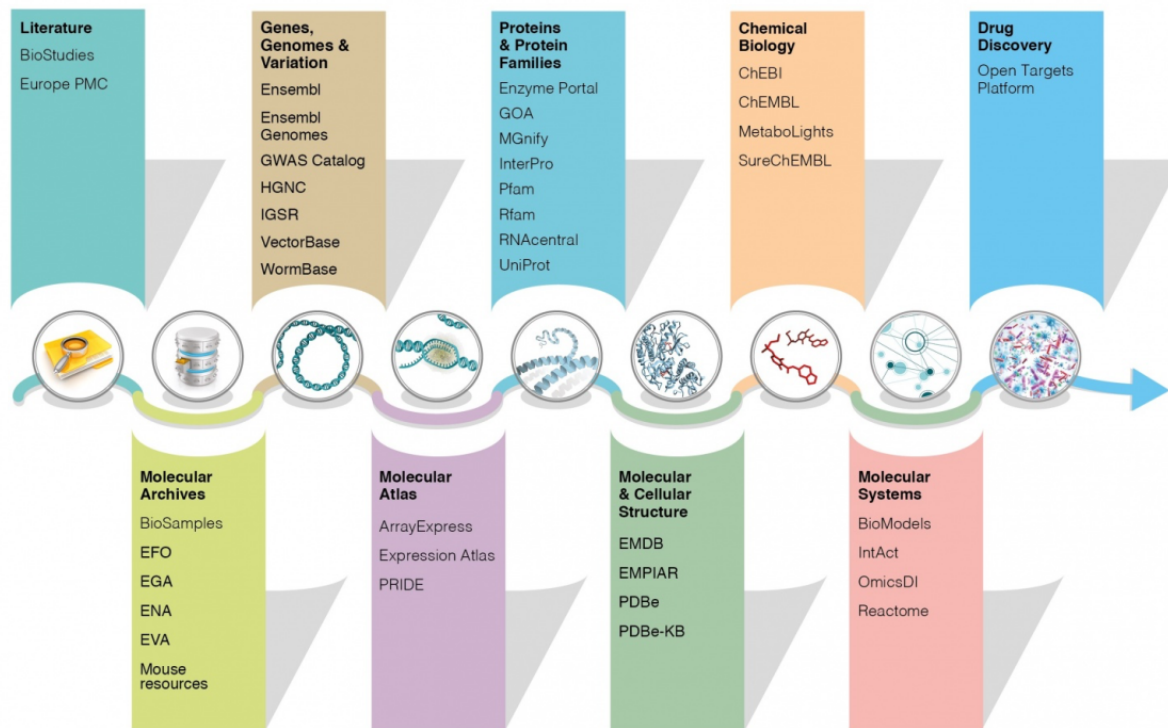 Literature
BioStudies
Europe PMC
Genes,
Genomes &
Variation
Ensembl
Ensembl
Genomes
GWAS Catalog
HGNC
IGSR
VectorBase
WormBase
Proteins
& Protein
Families
Enzyme Portal
GOA
MGnify
InterPro
Pfam
Rfam
RNAcentral
UniProt
Chemical
Biology
ChEBI
ChEMBL
MetaboLights
SureChEMBL
Drug
Discovery
Open Targets
Platform
Molecular
Archives
BioSamples
EFO
EGA
ENA
EVA
Mouse
resources
Molecular
Atlas
ArrayExpress
Expression Atlas
PRIDE
Molecular
& Cellular
Structure
EMDB
EMPIAR
PDBe
PDBe-KB
Molecular
Systems
BioModels
IntAct
OmicsDI
Reactome